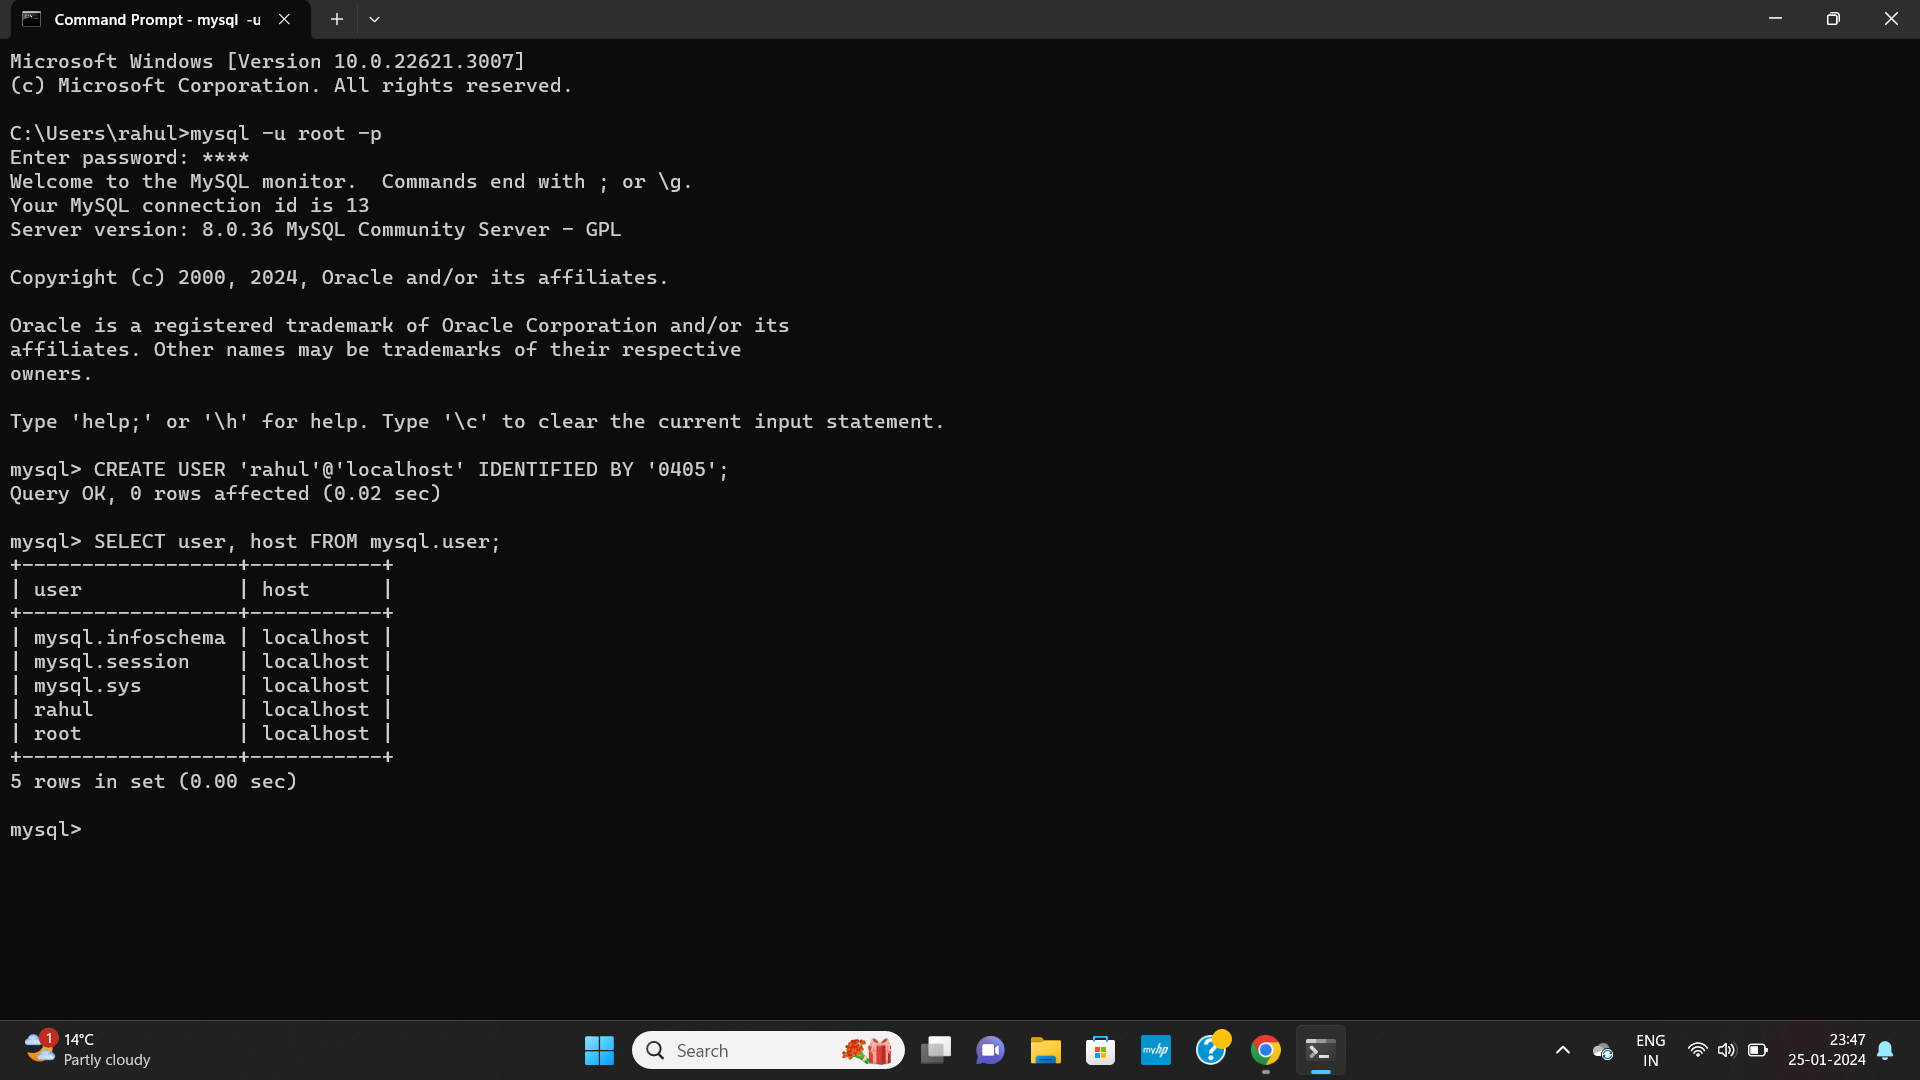 Command Prompt - mysql  -u
Microsoft Windows [Version 10.0.22621.3007]
(c) Microsoft Corporation. All rights reserved.
C:\Users\rahul>mysql -u root -p
Enter password: ****
Welcome to the MySQL monitor.  Commands end with ; or \g.
Your MySQL connection id is 13
Server version: 8.0.36 MySQL Community Server - GPL
Copyright (c) 2000, 2024, Oracle and/or its affiliates.
Oracle is a registered trademark of Oracle Corporation and/or its
affiliates. Other names may be trademarks of their respective
owners.
Type 'help;' or '\h' for help. Type '\c' to clear the current input statement.
mysql> CREATE USER 'rahul'@'localhost' IDENTIFIED BY '0405';
Query OK, 0 rows affected (0.02 sec)
mysql> SELECT user, host FROM mysql.user;
+------------------+-----------+
| user             | host      |
+------------------+-----------+
| mysql.infoschema | localhost |
| mysql.session    | localhost |
| mysql.sys        | localhost |
| rahul            | localhost |
| root             | localhost |
+------------------+-----------+
5 rows in set (0.00 sec)
mysql>
1
14°C
Partly cloudy
Search
myhp
?
ENG
IN
23:47
25-01-2024